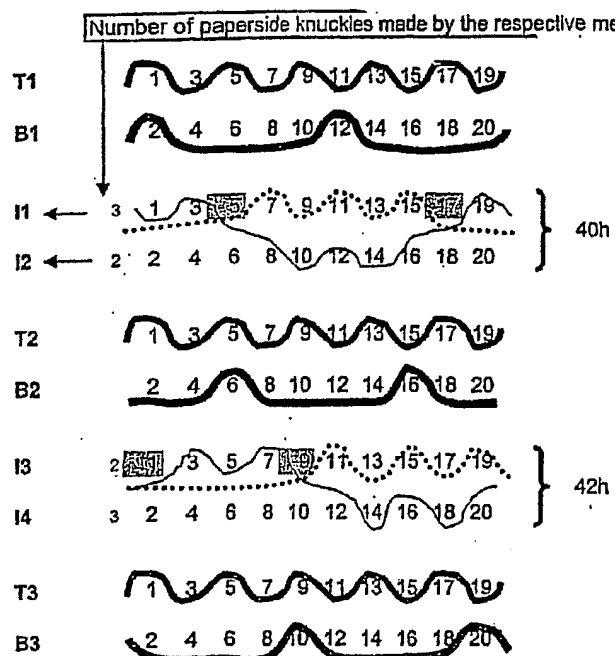 Number of paperside knuckles made by the respective me
T1 1 3 5 7 9 11 13 15 17 19
B1 2 4 6 8 10 12 14 16 18 20
I1 3 1 3 5 7 9 11 13 15 17 19
40h
I2 2 2 4 6 8 10 12 14 16 18 20
T2 1 3 5 7 9 11 13 15 17 19
B2 2 4 6 8 10 12 14 16 18 20
I3 2 3 5 7 9 11 13 15 17 19
42h
I4 3 2 4 6 8 10 12 14 16 18 20
T3 1 3 5 7 9 11 13 15 17 19
B3 2 4 6 8 10 12 14 16 18 20